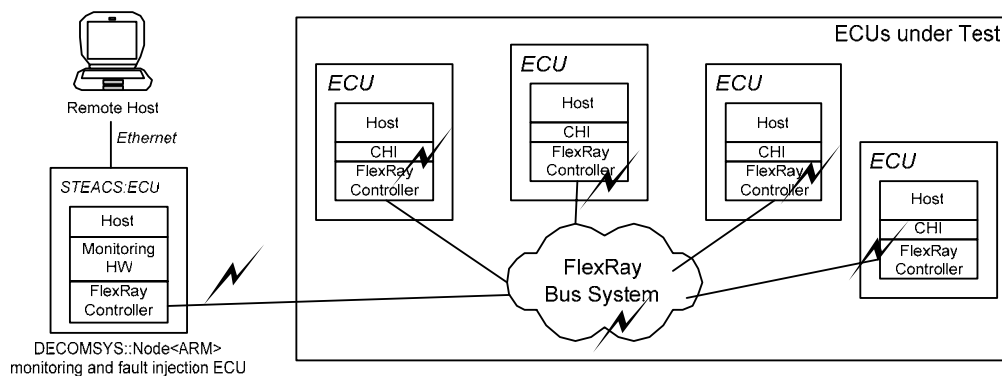 Remote Host
Ethernet
STEACS:ECU
Host
Monitoring
HW
FlexRay
Controller
DECOMSYS::Node<ARM>
monitoring and fault injection ECU
ECUs under Test
ECU
Host
CHI
FlexRay
Controller
ECU
Host
CHI
FlexRay
Controller
ECU
Host
CHI
FlexRay
Controller
ECU
Host
CHI
FlexRay
Controller
FlexRay
Bus System